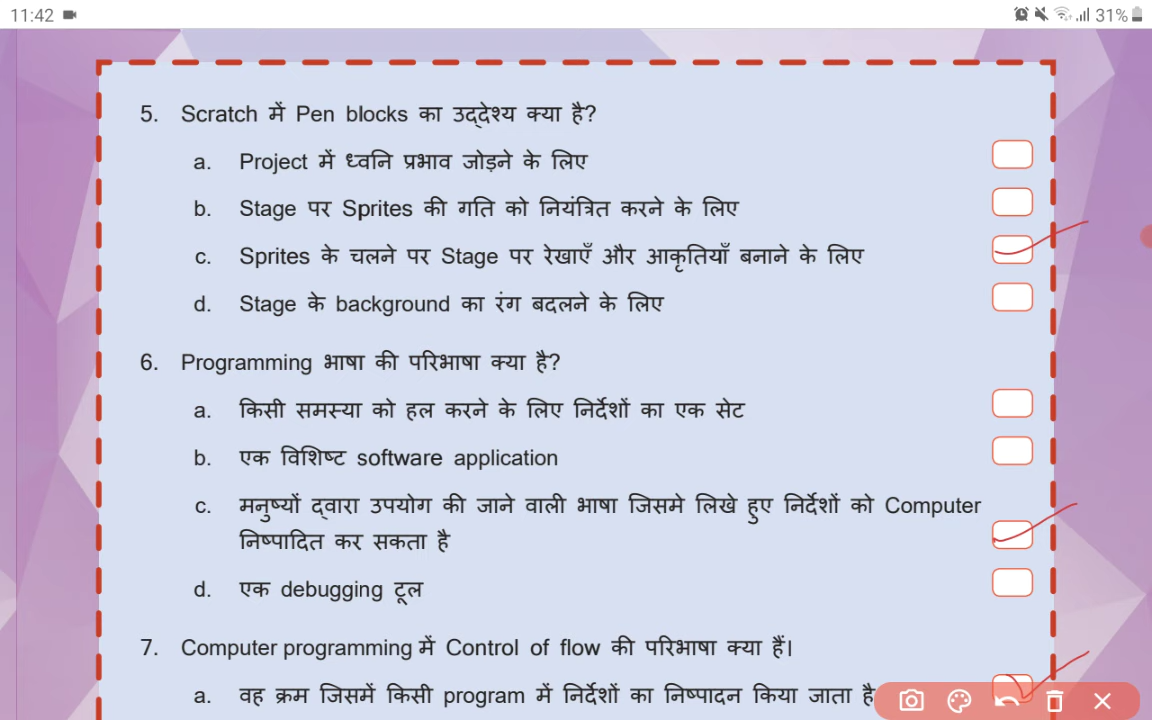 11:42
31%
5. Scratch में Pen blocks का उद्देश्य क्या है?
a. Project में ध्वनि प्रभाव जोड़ने के लिए
b. Stage पर Sprites की गति को नियंत्रित करने के लिए
c. Sprites के चलने पर Stage पर रेखाएँ और आकृतियाँ बनाने के लिए
d. Stage के background का रंग बदलने के लिए
6. Programming भाषा की परिभाषा क्या है?
a. किसी समस्या को हल करने के लिए निर्देशों का एक सेट
b. एक विशिष्ट software application
c. मनुष्यों द्वारा उपयोग की जाने वाली भाषा जिसमे लिखे हुए निर्देशों को Computer
निष्पादित कर सकता है
d. एक debugging टूल
7. Computer programming में Control of flow की परिभाषा क्या हैं।
a. वह क्रम जिसमें किसी program में निर्देशों का निष्पादन किया जाता है